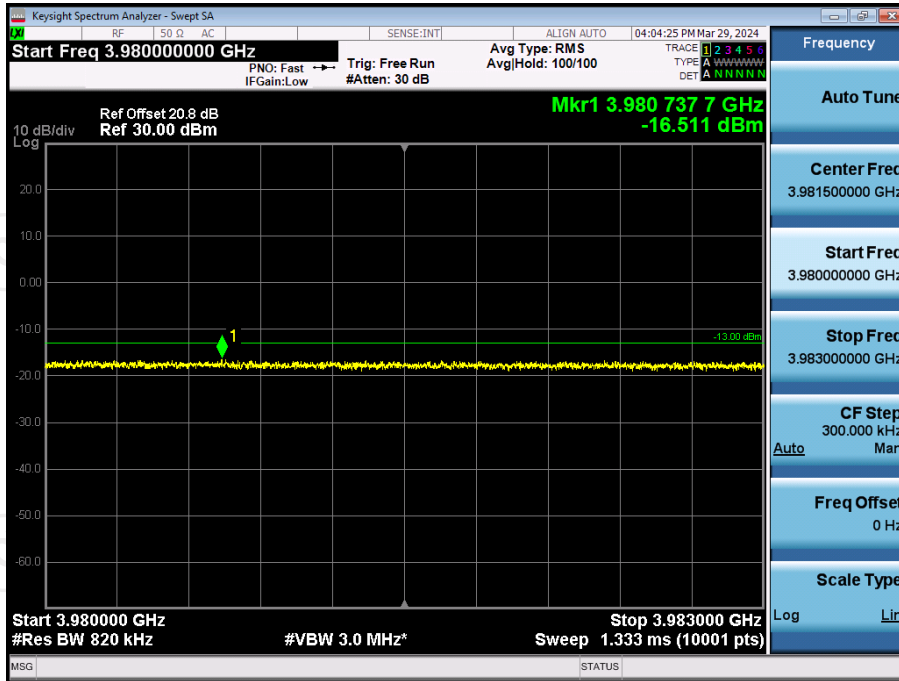 Keysight Spectrum Analyzer - Swept SA
LXI RF 50 Ω AC SENSE:INT ALIGN AUTO 04:04:25 PM Mar 29, 2024
Start Freq 3.980000000 GHz
PNO: Fast
IFGain:Low
Trig: Free Run
#Atten: 30 dB
Avg Type: RMS
Avg|Hold: 100/100
TRACE 1 2 3 4 5 6
TYPE A WWWWW
DET A N N N N N
Mkr1 3.980 737 7 GHz
-16.511 dBm
Ref Offset 20.8 dB
10 dB/div Ref 30.00 dBm
Log
20.0
10.0
0.00
-10.0
1
-13.00 dBm
-20.0
-30.0
-40.0
-50.0
-60.0
Start 3.980000 GHz Stop 3.983000 GHz
#Res BW 820 kHz #VBW 3.0 MHz* Sweep 1.333 ms (10001 pts)
MSG STATUS
Frequency
Auto Tune
Center Freq
3.981500000 GHz
Start Freq
3.980000000 GHz
Stop Freq
3.983000000 GHz
CF Step
300.000 kHz
Auto Man
Freq Offset
0 Hz
Scale Type
Log Lin